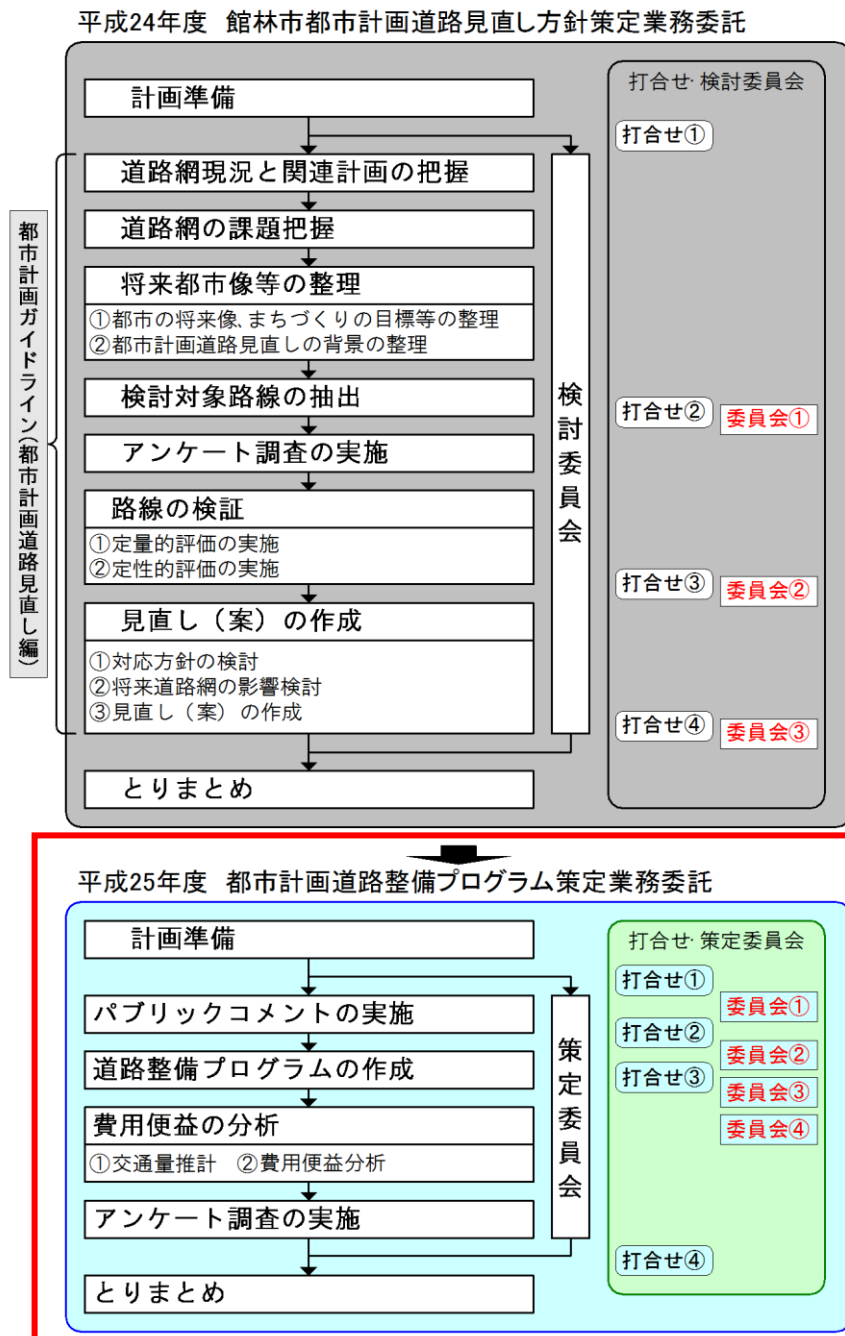 平成24年度 館林市都市計画道路見直し方針策定業務委託
計画準備
道路網現況と関連計画の把握
道路網の課題把握
将来都市像等の整理
①都市の将来像、まちづくりの目標等の整理
②都市計画道路見直しの背景の整理
検討対象路線の抽出
アンケート調査の実施
路線の検証
①定量的評価の実施
②定性的評価の実施
見直し（案）の作成
①対応方針の検討
②将来道路網の影響検討
③見直し（案）の作成
とりまとめ
都市計画ガイドライン（都市計画道路見直し編）
検討委員会
打合せ・検討委員会
打合せ①
打合せ②
委員会①
打合せ③
委員会②
打合せ④
委員会③
平成25年度 都市計画道路整備プログラム策定業務委託
計画準備
パブリックコメントの実施
道路整備プログラムの作成
費用便益の分析
①交通量推計 ②費用便益分析
アンケート調査の実施
とりまとめ
策定委員会
打合せ・策定委員会
打合せ①
委員会①
打合せ②
委員会②
打合せ③
委員会③
委員会④
打合せ④